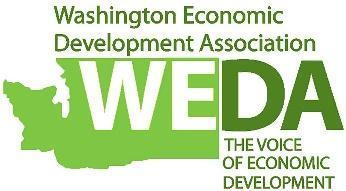 Washington Economic
Development Association
WEDA
THE VOICE
OF ECONOMIC
DEVELOPMENT